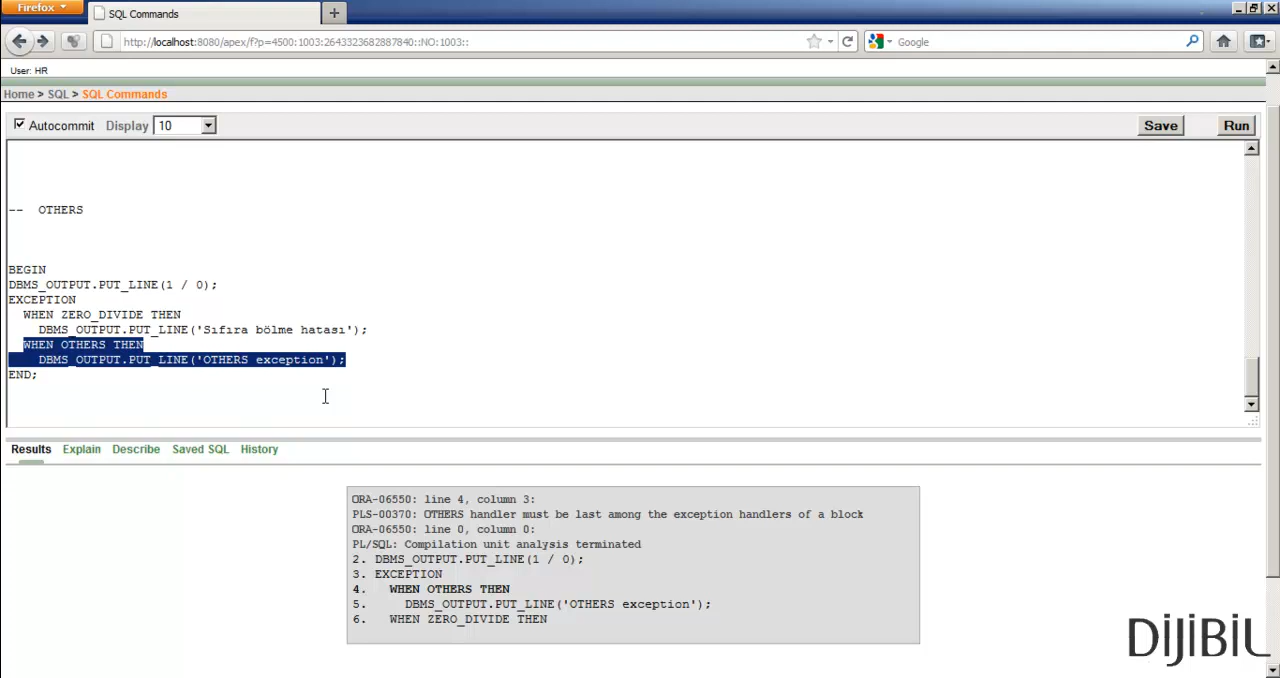 Firefox
SQL Commands
http://localhost:8080/apex/f?p=4500:1003:2643323682887840::NO:1003::
Google
User: HR
Home > SQL > SQL Commands
Autocommit Display 10 Save Run
-- OTHERS
BEGIN
DBMS_OUTPUT.PUT_LINE(1 / 0);
EXCEPTION
WHEN ZERO_DIVIDE THEN
DBMS_OUTPUT.PUT_LINE('Sıfıra bölme hatası');
WHEN OTHERS THEN
DBMS_OUTPUT.PUT_LINE('OTHERS exception');
END;
Results Explain Describe Saved SQL History
ORA-06550: line 4, column 3:
PLS-00370: OTHERS handler must be last among the exception handlers of a block
ORA-06550: line 0, column 0:
PL/SQL: Compilation unit analysis terminated
2. DBMS_OUTPUT.PUT_LINE(1 / 0);
3. EXCEPTION
4. WHEN OTHERS THEN
5. DBMS_OUTPUT.PUT_LINE('OTHERS exception');
6. WHEN ZERO_DIVIDE THEN
DiJiBiL